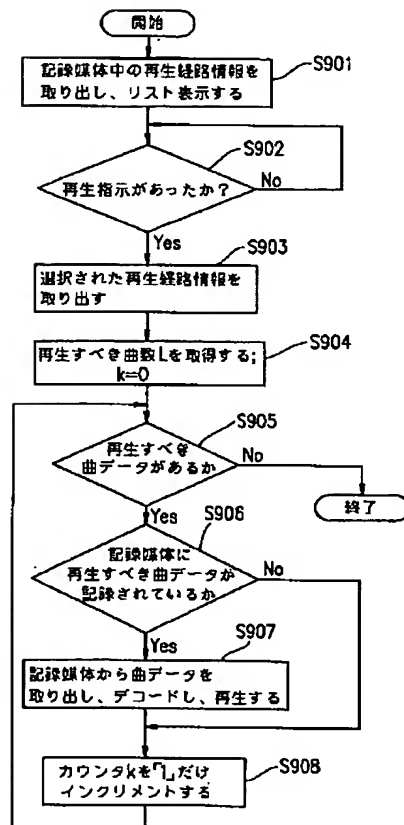 開始
記録媒体中の再生経路情報を
取り出し、リスト表示する
S901
S902
再生指示があったか?
No
Yes
S903
選択された再生経路情報を
取り出す
S904
再生すべき曲数Lを取得する;
k=0
S905
再生すべき
曲データがあるか
No
終了
Yes
S906
記録媒体に
再生すべき曲データが
記録されているか
No
Yes
S907
記録媒体から曲データを
取り出し、デコードし、再生する
S908
カウンタkを「1」だけ
インクリメントする